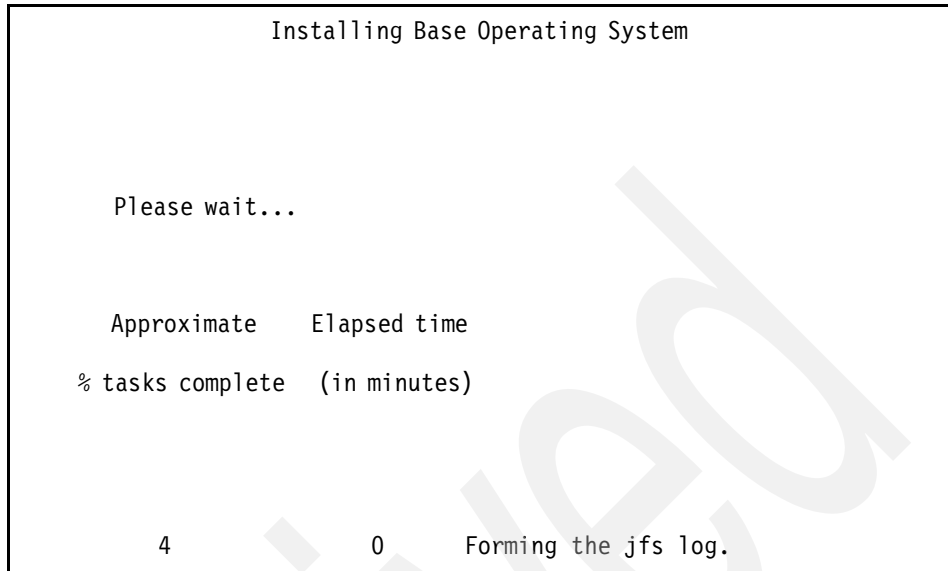 Installing Base Operating System
Please wait...
Approximate Elapsed time
% tasks complete (in minutes)
4 0 Forming the jfs log.